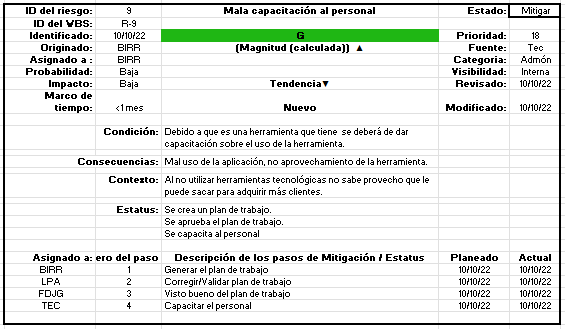 ID del riesgo: 9 Mala capacitación al personal Estado: Mitigar
ID del WBS: R-9
Identificado: 10/10/22 G Prioridad: 18
Originado: BIRR (Magnitud (calculada)) ▲ Fuente: Tec
Asignado a : BIRR Categoria: Admón
Probabilidad: Baja Visibilidad: Interna
Impacto: Baja Tendencia▼ Revisado: 10/10/22
Marco de
tiempo: <1 mes Nuevo Modificado: 10/10/22
Condición: Debido a que es una herramienta que tiene se deberá de dar
capacitación sobre el uso de la herramienta.
Consecuencias: Mal uso de la aplicación, no aprovechamiento de la herramienta.
Contexto: Al no utilizar herramientas tecnológicas no sabe provecho que le
puede sacar para adquirir más clientes.
Estatus: Se crea un plan de trabajo.
Se aprueba el plan de trabajo.
Se capacita al personal
Asignado a: ero del paso Descripción de los pasos de Mitigación / Estatus Planeado Actual
BIRR 1 Generar el plan de trabajo 10/10/22 10/10/22
LPA 2 Corregir/Validar plan de trabajo 10/10/22 10/10/22
FDJG 3 Visto bueno del plan de trabajo 10/10/22 10/10/22
TEC 4 Capacitar el personal 10/10/22 10/10/22